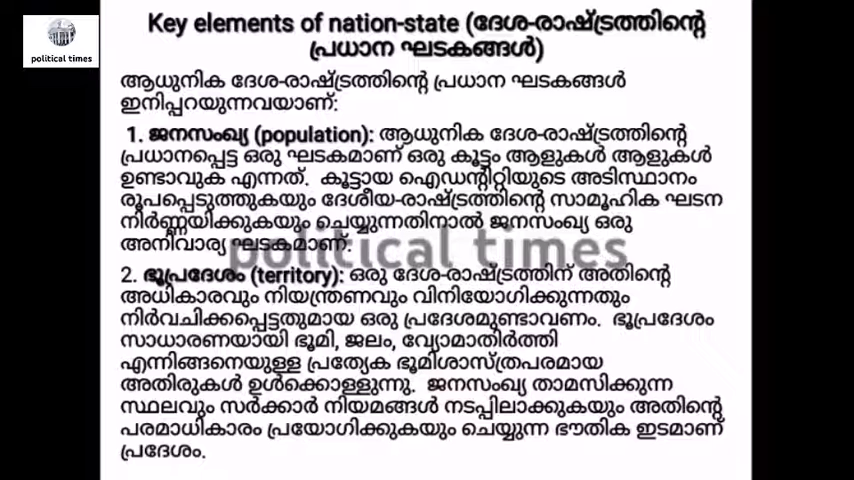 political times
Key elements of nation-state (ദേശ-രാഷ്ട്രത്തിന്റെ
പ്രധാന ഘടകങ്ങൾ)
ആധുനിക ദേശ-രാഷ്ട്രത്തിന്റെ പ്രധാന ഘടകങ്ങൾ
ഇനിപ്പറയുന്നവയാണ്:
1. ജനസംഖ്യ (population): ആധുനിക ദേശ-രാഷ്ട്രത്തിന്റെ
പ്രധാനപ്പെട്ട ഒരു ഘടകമാണ് ഒരു കൂട്ടം ആളുകൾ ആളുകൾ
ഉണ്ടാവുക എന്നത്. കൂട്ടായ ഐഡന്റിറ്റിയുടെ അടിസ്ഥാനം
രൂപപ്പെടുത്തുകയും ദേശീയ-രാഷ്ട്രത്തിന്റെ സാമൂഹിക ഘടന
നിർണ്ണയിക്കുകയും ചെയ്യുന്നതിനാൽ ജനസംഖ്യ ഒരു
അനിവാര്യ ഘടകമാണ്.
political times
2. ഭൂപ്രദേശം (territory): ഒരു ദേശ-രാഷ്ട്രത്തിന് അതിന്റെ
അധികാരവും നിയന്ത്രണവും വിനിയോഗിക്കുന്നതും
നിർവചിക്കപ്പെട്ടതുമായ ഒരു പ്രദേശമുണ്ടാവണം. ഭൂപ്രദേശം
സാധാരണയായി ഭൂമി, ജലം, വ്യോമാതിർത്തി
എന്നിങ്ങനെയുള്ള പ്രത്യേക ഭൂമിശാസ്ത്രപരമായ
അതിരുകൾ ഉൾക്കൊള്ളുന്നു. ജനസംഖ്യ താമസിക്കുന്ന
സ്ഥലവും സർക്കാർ നിയമങ്ങൾ നടപ്പിലാക്കുകയും അതിന്റെ
പരമാധികാരം പ്രയോഗിക്കുകയും ചെയ്യുന്ന ഭൗതിക ഇടമാണ്
പ്രദേശം.